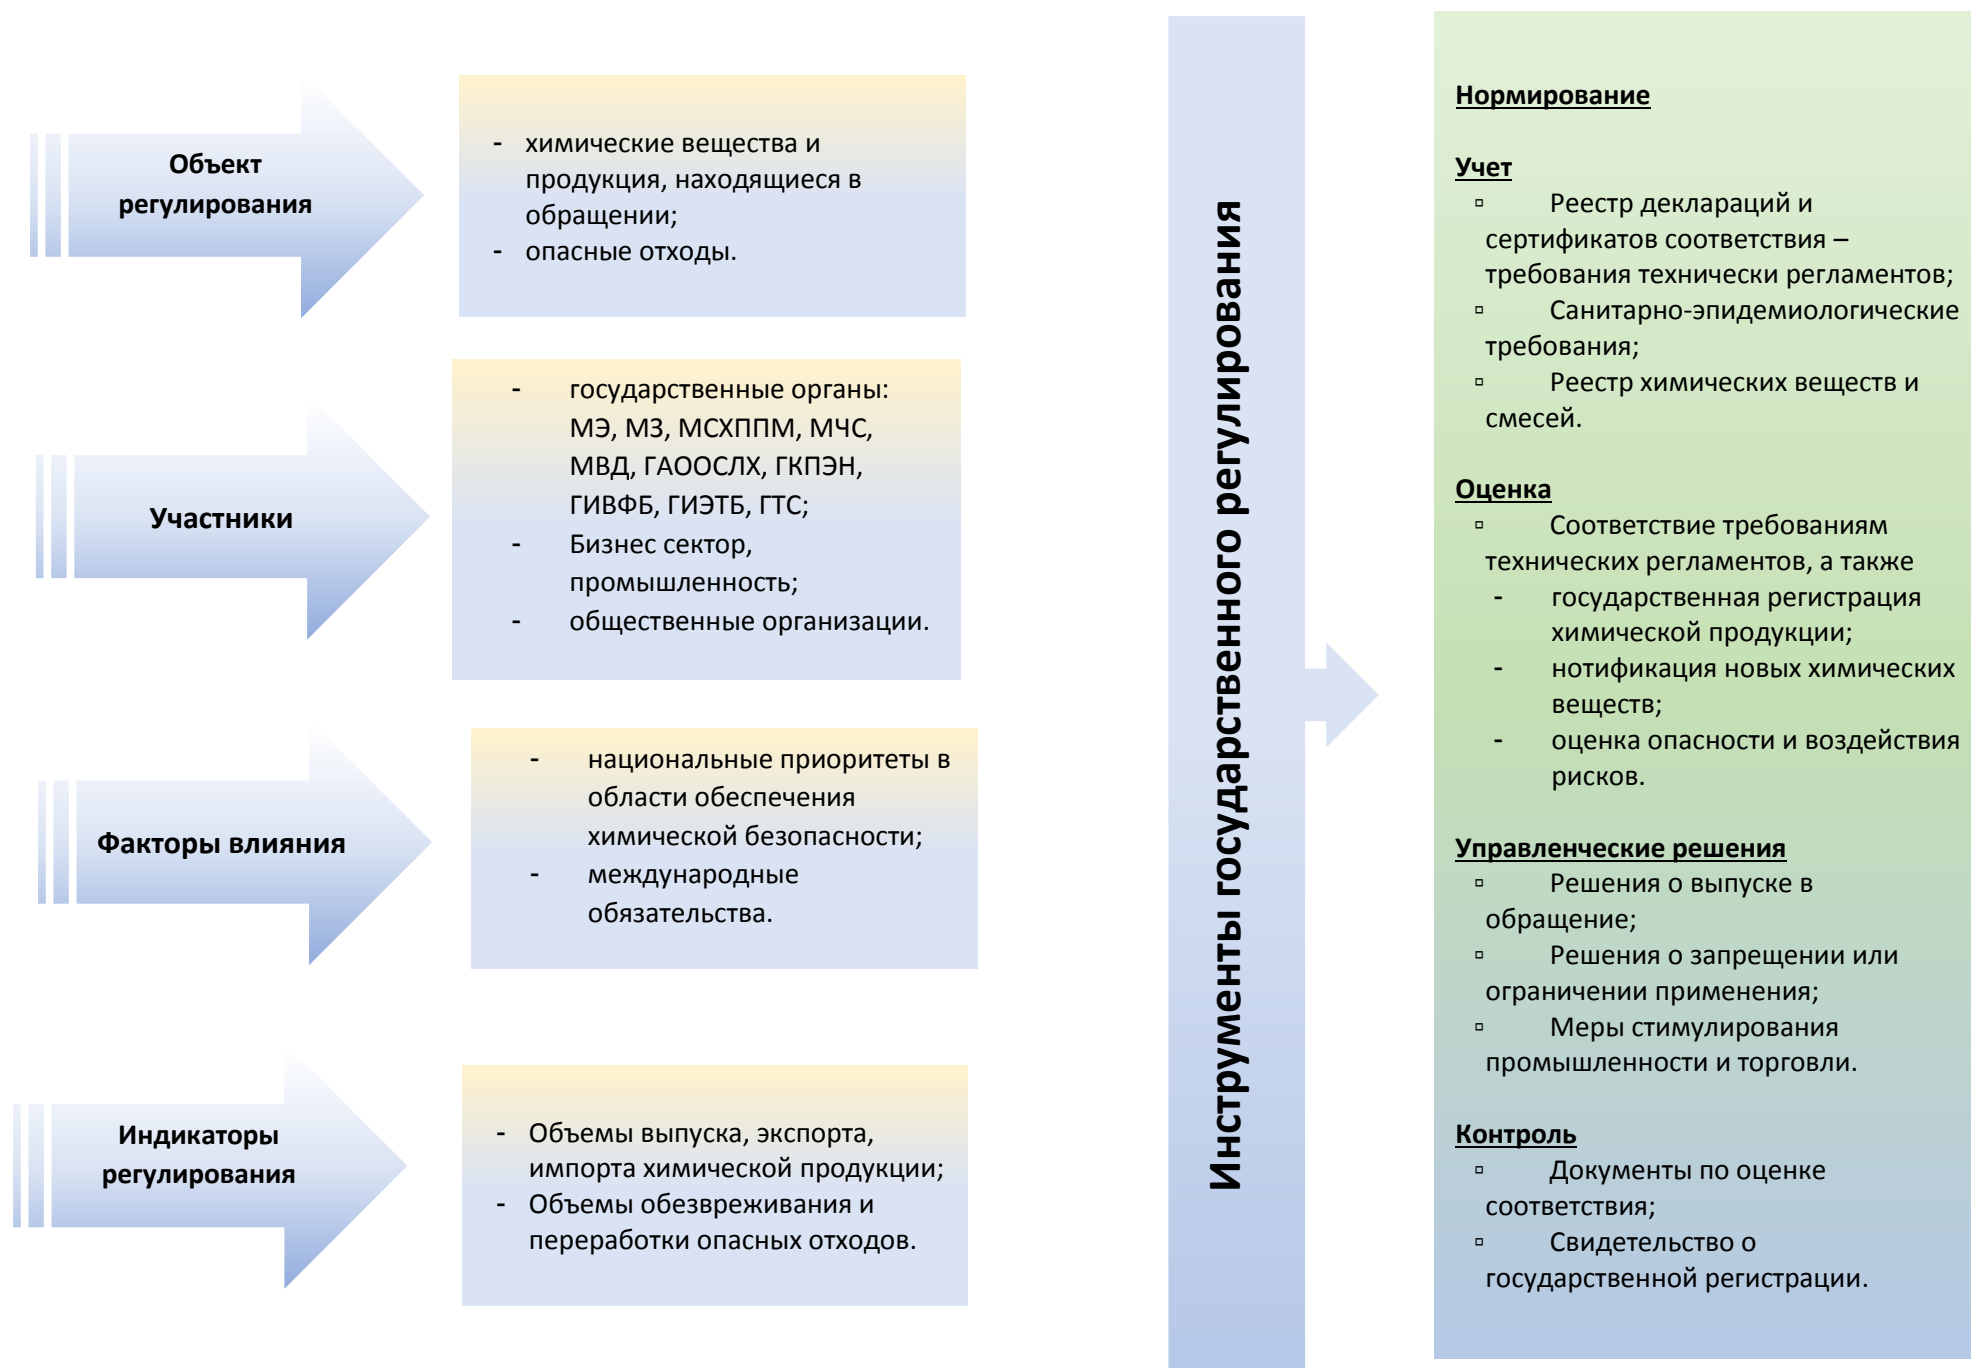 Объект
регулирования
- химические вещества и
продукция, находящиеся в
обращении;
- опасные отходы.
Участники
- государственные органы:
МЭ, МЗ, МСХППМ, МЧС,
МВД, ГАООСЛХ, ГКПЭН,
ГИВФБ, ГИЭТБ, ГТС;
- Бизнес сектор,
промышленность;
- общественные организации.
Факторы влияния
- национальные приоритеты в
области обеспечения
химической безопасности;
- международные
обязательства.
Индикаторы
регулирования
- Объемы выпуска, экспорта,
импорта химической продукции;
- Объемы обезвреживания и
переработки опасных отходов.
Инструменты государственного регулирования
Нормирование
Учет
▫ Реестр деклараций и
сертификатов соответствия –
требования технически регламентов;
▫ Санитарно-эпидемиологические
требования;
▫ Реестр химических веществ и
смесей.
Оценка
▫ Соответствие требованиям
технических регламентов, а также
- государственная регистрация
химической продукции;
- нотификация новых химических
веществ;
- оценка опасности и воздействия
рисков.
Управленческие решения
▫ Решения о выпуске в
обращение;
▫ Решения о запрещении или
ограничении применения;
▫ Меры стимулирования
промышленности и торговли.
Контроль
▫ Документы по оценке
соответствия;
▫ Свидетельство о
государственной регистрации.